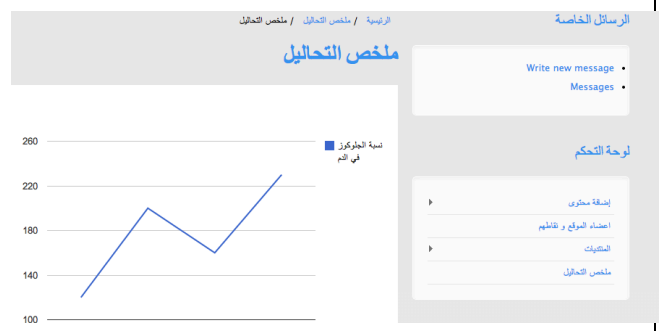 الرسائل الخاصة
Write new message
Messages
لوحة التحكم
إضافة محتوى
اعضاء الموقع و نقاطهم
المنتديات
ملخص التحاليل
الرئيسية / ملخص التحاليل / ملخص التحاليل
ملخص التحاليل
نسبة الجلوكوز
في الدم
260
220
180
140
100